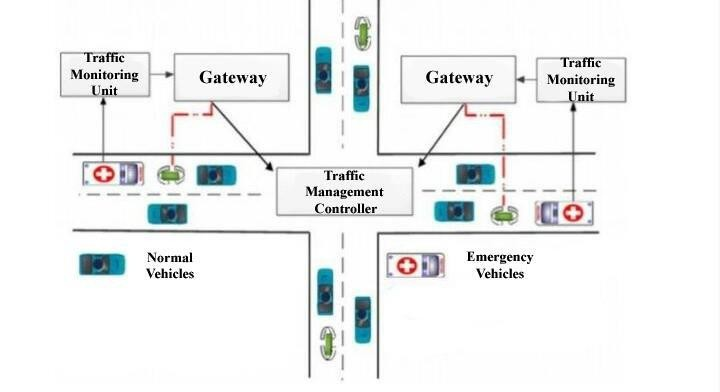 Traffic
Monitoring
Unit
Gateway
Gateway
Traffic
Monitoring
Unit
Traffic
Management
Controller
Normal
Vehicles
Emergency
Vehicles